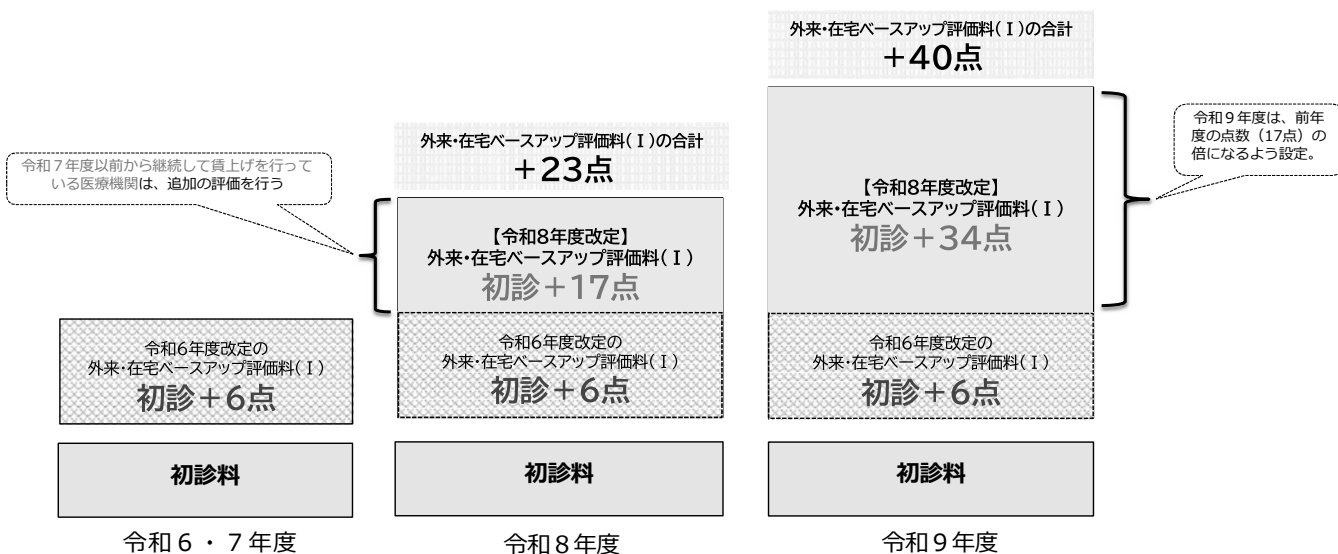 令和7年度以前から継続して賃上げを行って
いる医療機関は、追加の評価を行う
令和6年度改定の
外来・在宅ベースアップ評価料(Ⅰ)
初診+6点
初診料
令和6・7年度
外来・在宅ベースアップ評価料(Ⅰ)の合計
+23点
【令和8年度改定】
外来・在宅ベースアップ評価料(Ⅰ)
初診+17点
令和6年度改定の
外来・在宅ベースアップ評価料(Ⅰ)
初診+6点
初診料
令和8年度
外来・在宅ベースアップ評価料(Ⅰ)の合計
+40点
【令和8年度改定】
外来・在宅ベースアップ評価料(Ⅰ)
初診+34点
令和6年度改定の
外来・在宅ベースアップ評価料(Ⅰ)
初診+6点
初診料
令和9年度
令和9年度は、前年
度の点数(17点)の
倍になるよう設定。